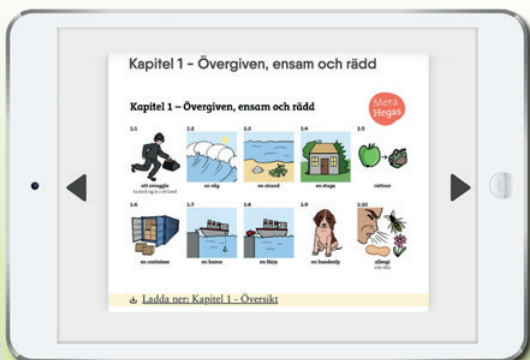 Kapitel 1 - Övergiven, ensam och rädd
Kapitel 1 – Övergiven, ensam och rädd
Mera
Hegas
1:1
1:2
1:3
1:4
1:5
att smuggla
en våg
en strand
en stuga
ruttnar
1:6
1:7
1:8
1:9
1:10
en container
en hamn
en färja
en hundvalp
allergi
Ladda ner: Kapitel 1 - Översikt